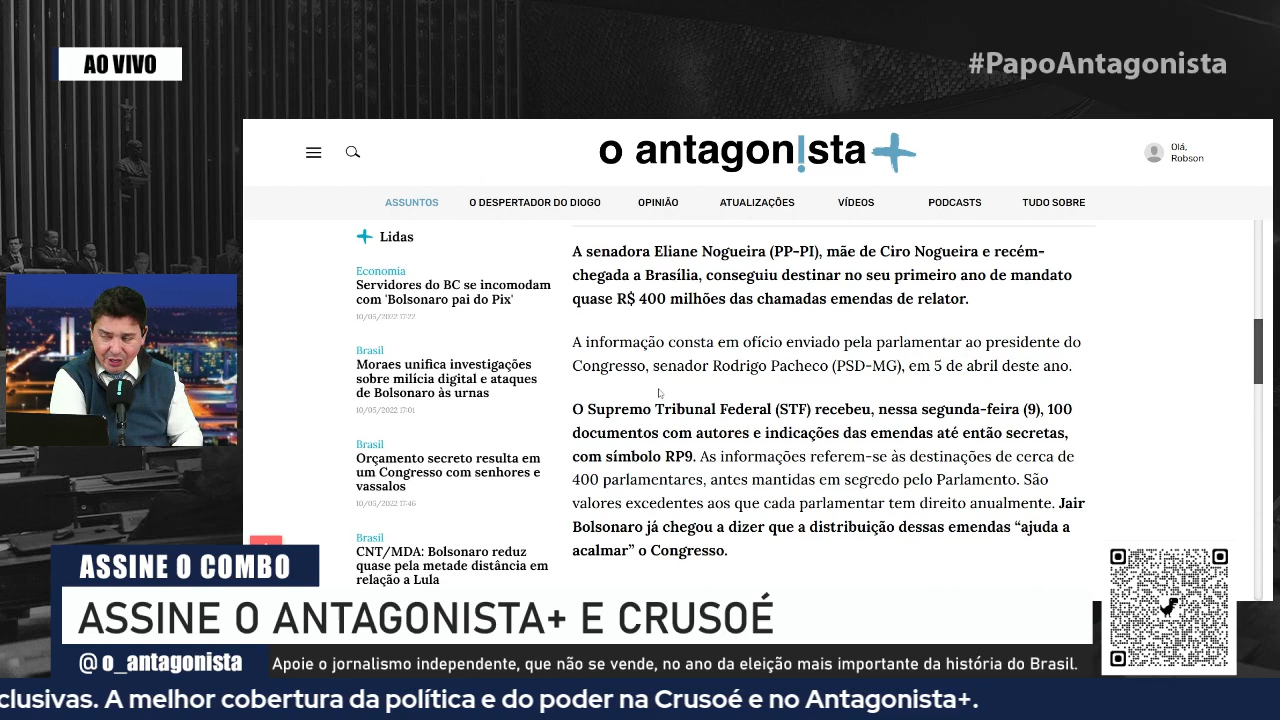 AO VIVO
#PapoAntagonista
o antagon!sta+
Olá,
Robson
ASSUNTOS
O DESPERTADOR DO DIOGO
OPINIÃO
ATUALIZAÇÕES
VÍDEOS
PODCASTS
TUDO SOBRE
+ Lidas
Economia
Servidores do BC se incomodam
com 'Bolsonaro pai do Pix'
10/05/2022 17:22
Brasil
Moraes unifica investigações
sobre milícia digital e ataques
de Bolsonaro às urnas
10/05/2022 17:01
Brasil
Orçamento secreto resulta em
um Congresso com senhores e
vassalos
10/05/2022 17:46
Brasil
CNT/MDA: Bolsonaro reduz
quase pela metade distância em
relação a Lula
A senadora Eliane Nogueira (PP-PI), mãe de Ciro Nogueira e recém-
chegada a Brasília, conseguiu destinar no seu primeiro ano de mandato
quase R$ 400 milhões das chamadas emendas de relator.
A informação consta em ofício enviado pela parlamentar ao presidente do
Congresso, senador Rodrigo Pacheco (PSD-MG), em 5 de abril deste ano.
O Supremo Tribunal Federal (STF) recebeu, nessa segunda-feira (9), 100
documentos com autores e indicações das emendas até então secretas,
com símbolo RP9. As informações referem-se às destinações de cerca de
400 parlamentares, antes mantidas em segredo pelo Parlamento. São
valores excedentes aos que cada parlamentar tem direito anualmente. Jair
Bolsonaro já chegou a dizer que a distribuição dessas emendas “ajuda a
acalmar” o Congresso.
ASSINE O COMBO
ASSINE O ANTAGONISTA+ E CRUSOÉ
@o_antagonista
Apoie o jornalismo independente, que não se vende, no ano da eleição mais importante da história do Brasil.
clusivas. A melhor cobertura da política e do poder na Crusoé e no Antagonista+.